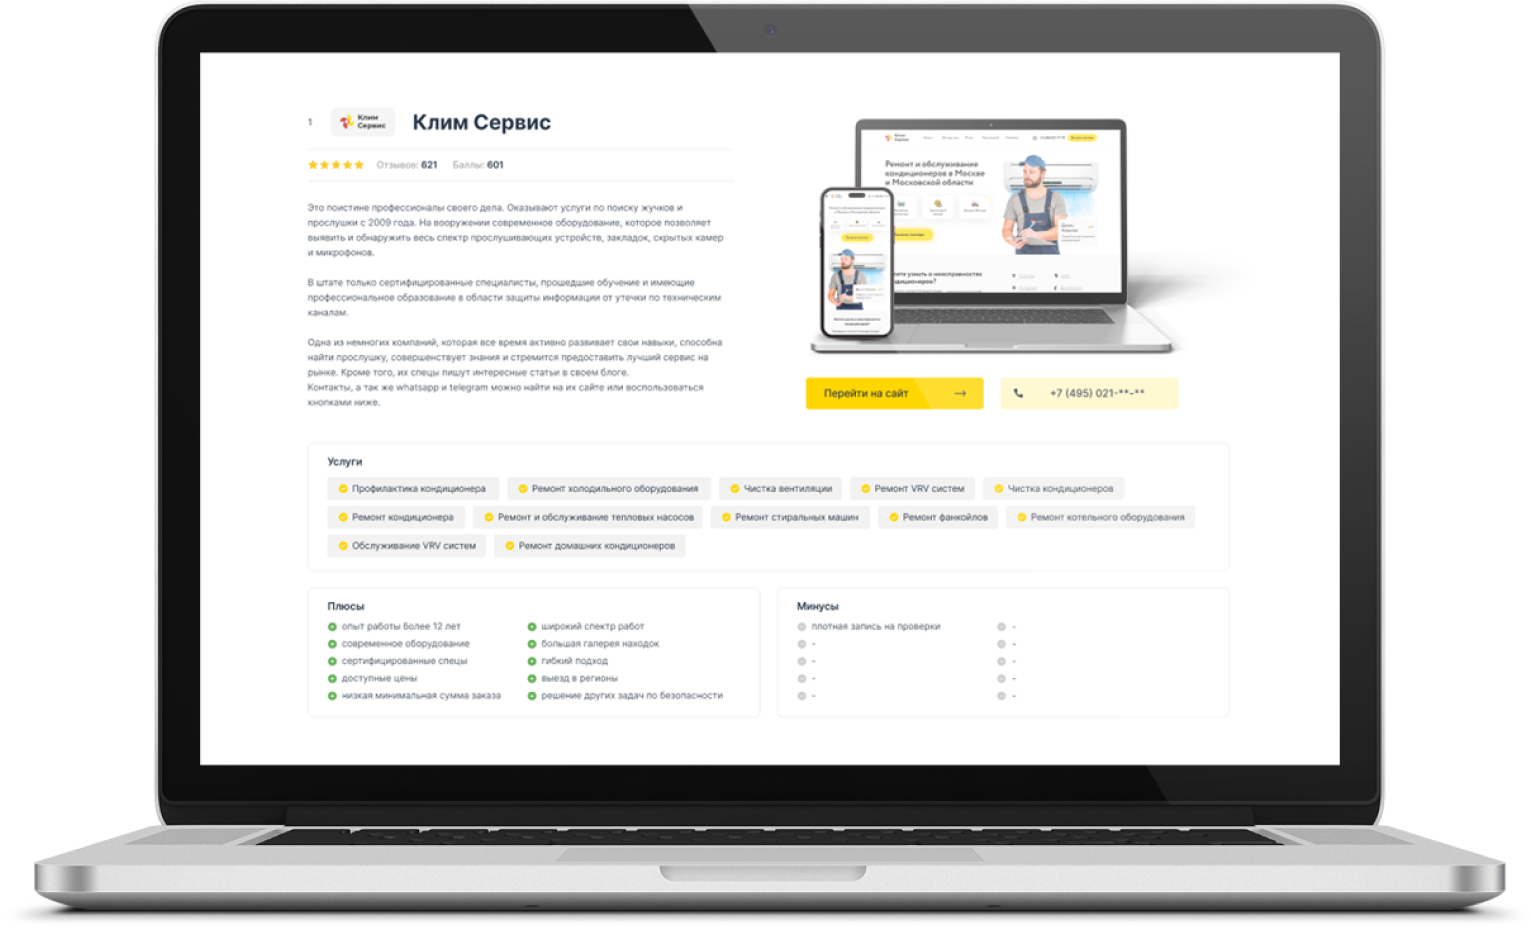 1
Клим
Сервис
Клим Сервис
Отзывов: 621 Баллы: 601
Это поистине профессионалы своего дела. Оказывают услуги по поиску жучков и
прослушки с 2009 года. На вооружении современное оборудование, которое позволяет
выявить и обнаружить весь спектр прослушивающих устройств, закладок, скрытых камер
и микрофонов.
В штате только сертифицированные специалисты, прошедшие обучение и имеющие
профессиональное образование в области защиты информации от утечки по техническим
каналам.
Одна из немногих компаний, которая все время активно развивает свои навыки, способна
найти прослушку, совершенствует знания и стремится предоставить лучший сервис на
рынке. Кроме того, их спецы пишут интересные статьи в своем блоге.
Контакты, а так же whatsapp и telegram можно найти на их сайте или воспользоваться
кнопками ниже.
Ремонт и обслуживание
кондиционеров в Москве
и Московской области
Перейти на сайт
+7 (495) 021-**-**
Услуги
Профилактика кондиционера Ремонт холодильного оборудования Чистка вентиляции Ремонт VRV систем Чистка кондиционеров
Ремонт кондиционера Ремонт и обслуживание тепловых насосов Ремонт стиральных машин Ремонт фанкойлов Ремонт котельного оборудования
Обслуживание VRV систем Ремонт домашних кондиционеров
Плюсы
опыт работы более 12 лет
современное оборудование
сертифицированные спецы
доступные цены
низкая минимальная сумма заказа
широкий спектр работ
большая галерея находок
гибкий подход
выезд в регионы
решение других задач по безопасности
Минусы
плотная запись на проверки
-
-
-
-
-
-
-
-
-